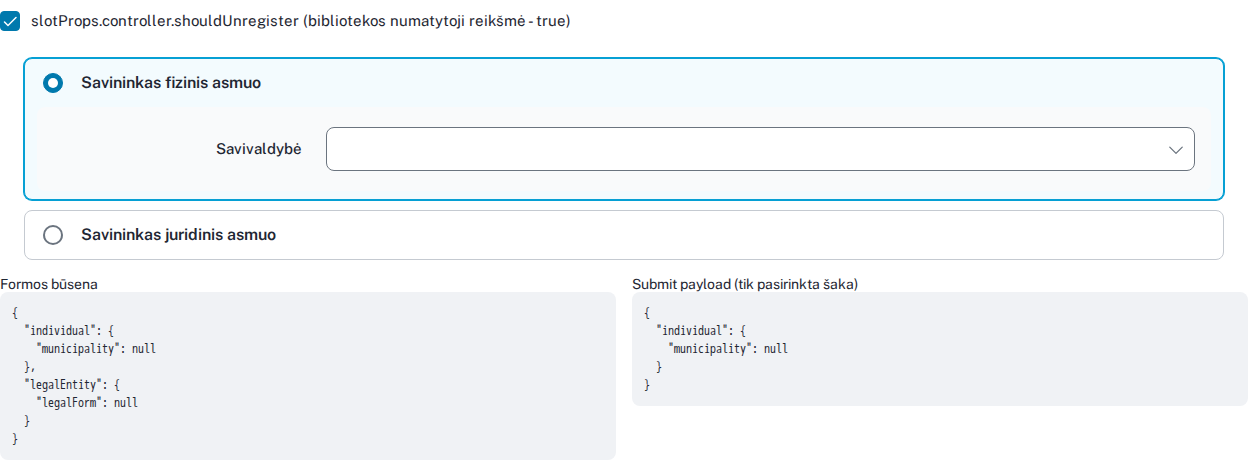 slotProps.controller.shouldUnregister (bibliotekos numatytoji reikšmė - true)
Savininkas fizinis asmuo
Savivaldybė
Savininkas juridinis asmuo
Formos būsena
{
  "individual": {
    "municipality": null
  },
  "legalEntity": {
    "legalForm": null
  }
}
Submit payload (tik pasirinkta šaka)
{
  "individual": {
    "municipality": null
  }
}